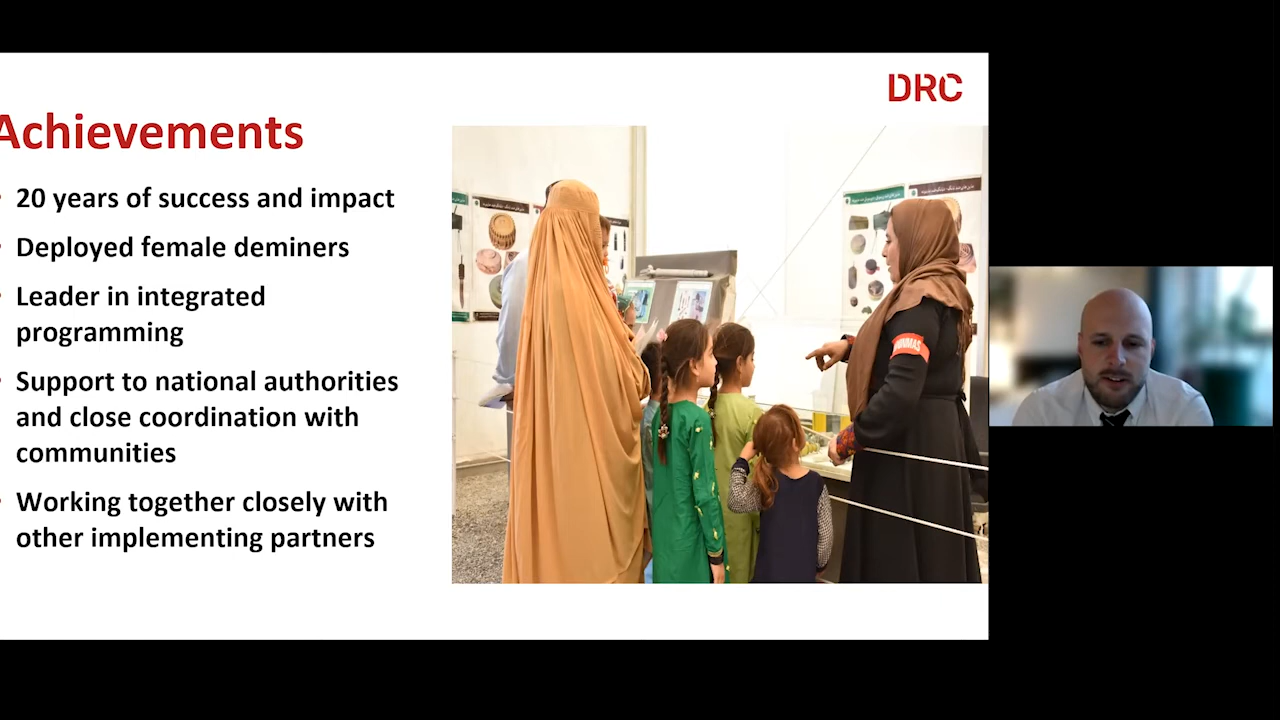 DRC
Achievements
20 years of success and impact
Deployed female deminers
Leader in integrated
programming
Support to national authorities
and close coordination with
communities
Working together closely with
other implementing partners
UNMAS